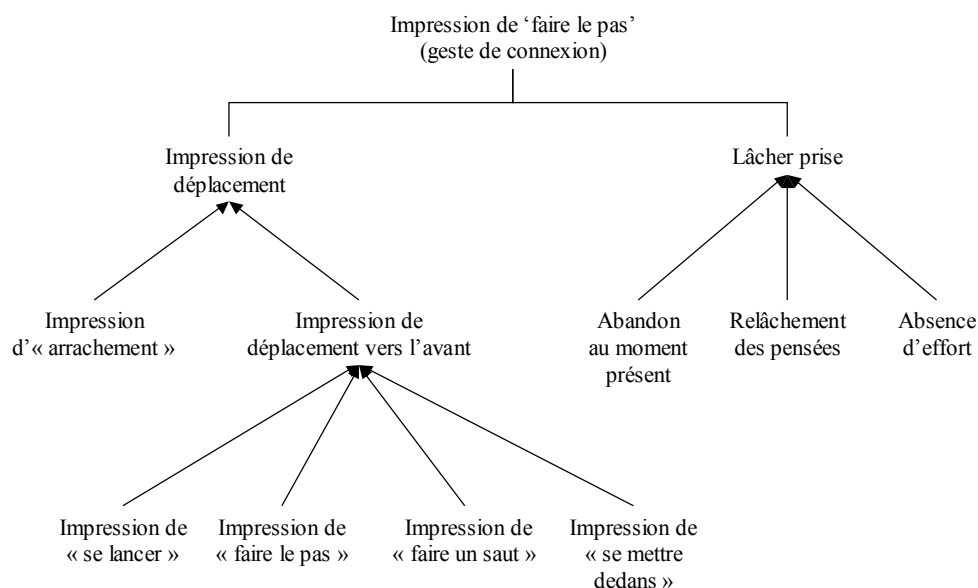 Impression de ‘faire le pas’
(geste de connexion)
Impression de
déplacement
Lâcher prise
Impression
d’« arrachement »
Impression de
déplacement vers l’avant
Abandon
au moment
présent
Relâchement
des pensées
Absence
d’effort
Impression de
« se lancer »
Impression de
« faire le pas »
Impression de
« faire un saut »
Impression de
« se mettre
dedans »